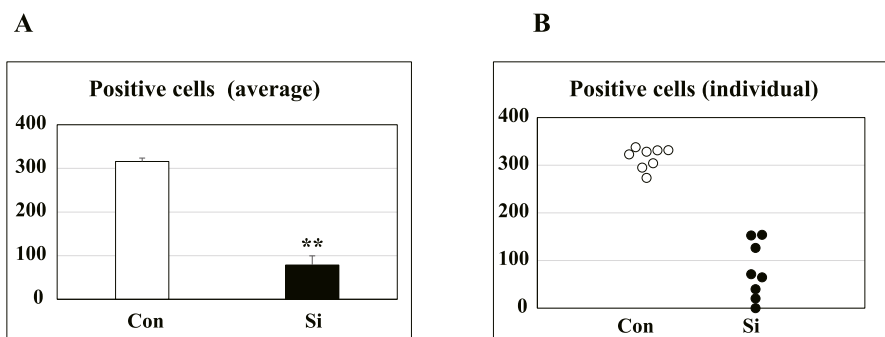 A
Positive cells (average)
400
300
200
100
0
**
Con Si
B
Positive cells (individual)
400
300
200
100
0
Con Si